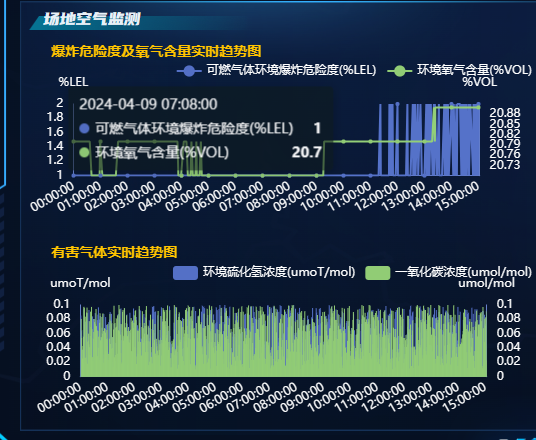 场地空气监测
爆炸危险度及氧气含量实时趋势图
可燃气体环境爆炸危险度(%LEL) 环境氧气含量(%VOL)
%LEL %VOL
2
1.8
1.6
1.4
1.2
1
20.88
20.85
20.82
20.79
20.76
20.73
2024-04-09 07:08:00
可燃气体环境爆炸危险度(%LEL) 1
环境氧气含量(%VOL) 20.7
00:00:00 01:00:00 02:00:00 03:00:00 04:00:00 05:00:00 06:00:00 07:00:00 08:00:00 09:00:00 10:00:00 11:00:00 12:00:00 13:00:00 14:00:00 15:00:00
有害气体实时趋势图
环境硫化氢浓度(umoT/mol) 一氧化碳浓度(umol/mol)
umoT/mol umol/mol
0.1 0.1
0.08 0.08
0.06 0.06
0.04 0.04
0.02 0.02
0 0
00:00:00 01:00:00 02:00:00 03:00:00 04:00:00 05:00:00 06:00:00 07:00:00 08:00:00 09:00:00 10:00:00 11:00:00 12:00:00 13:00:00 14:00:00 15:00:00